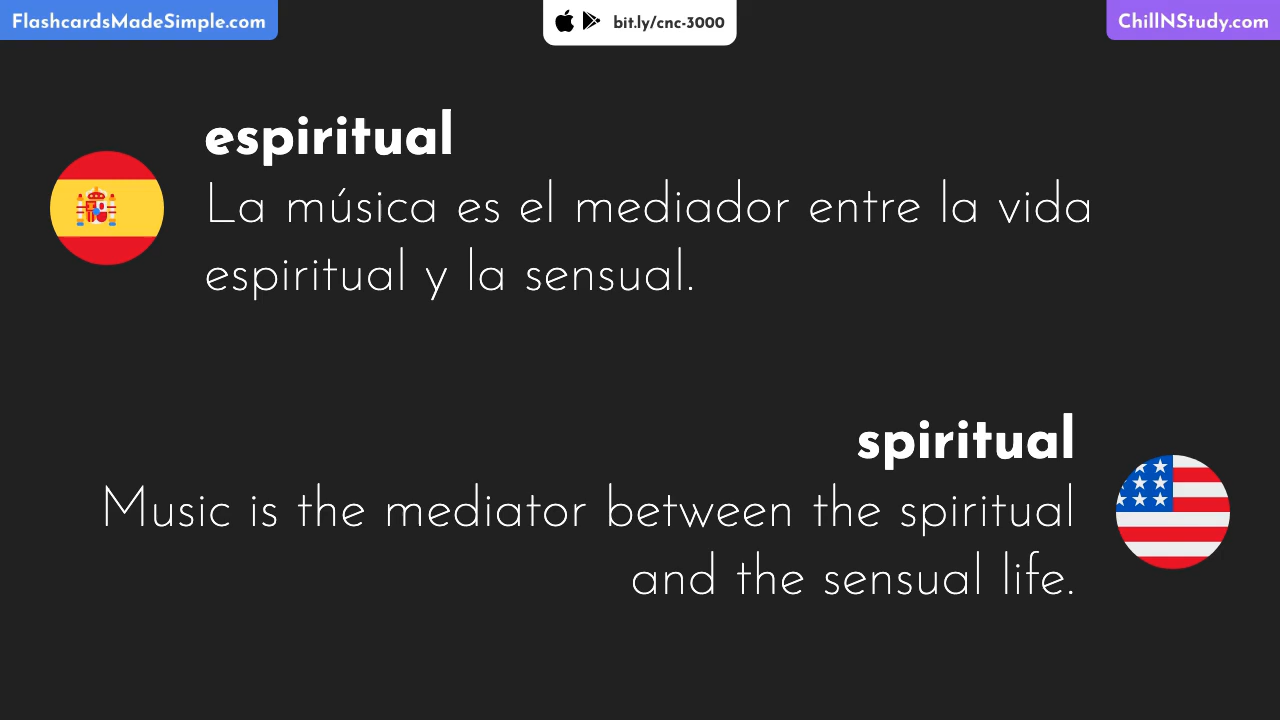 FlashcardsMadeSimple.com
bit.ly/cnc-3000
ChillNStudy.com
espiritual
La música es el mediador entre la vida
espiritual y la sensual.
spiritual
Music is the mediator between the spiritual
and the sensual life.